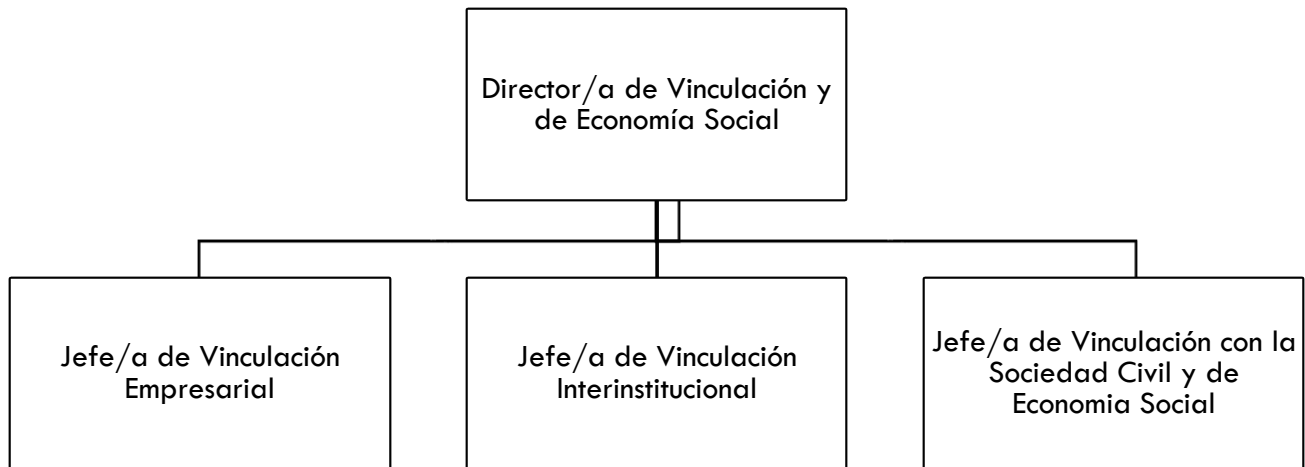 Director/a de Vinculación y
de Economía Social
Jefe/a de Vinculación
Empresarial
Jefe/a de Vinculación
Interinstitucional
Jefe/a de Vinculación con la
Sociedad Civil y de
Economia Social